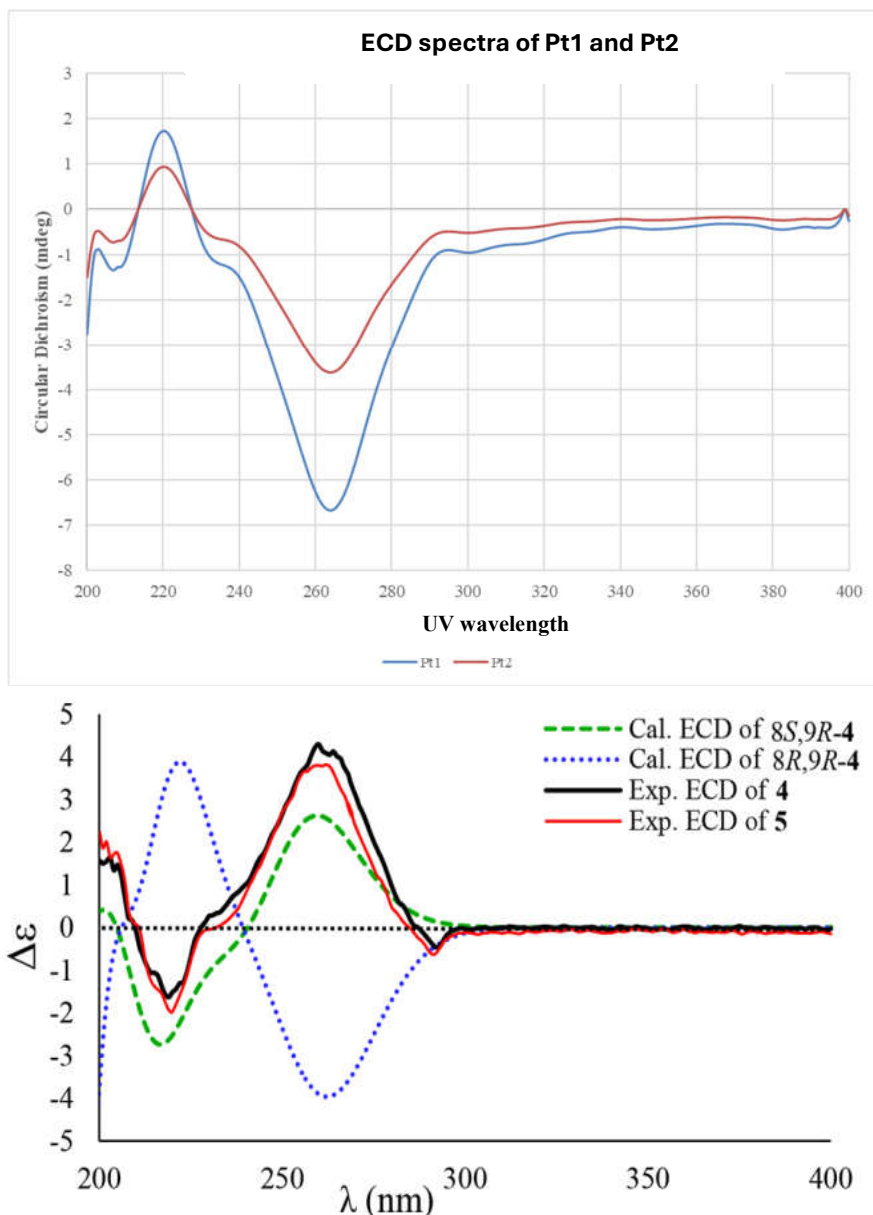 ECD spectra of Pt1 and Pt2
3
2
1
0
-1
-2
-3
-4
-5
-6
-7
-8
Circular Dichroism (mdeg)
200 220 240 260 280 300 320 340 360 380 400
UV wavelength
Pt1 Pt2
5
4
3
2
1
0
-1
-2
-3
-4
-5
Δε
Cal. ECD of 8S,9R-4
Cal. ECD of 8R,9R-4
Exp. ECD of 4
Exp. ECD of 5
200 250 300 350 400
λ (nm)